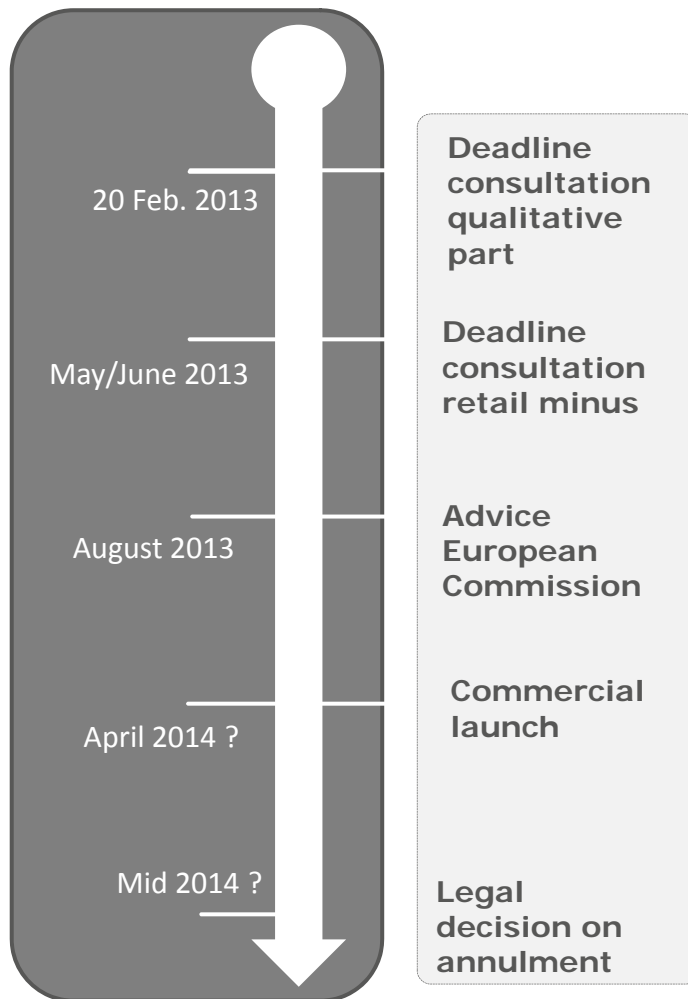 20 Feb. 2013
Deadline
consultation
qualitative
part
May/June 2013
Deadline
consultation
retail minus
August 2013
Advice
European
Commission
April 2014 ?
Commercial
launch
Mid 2014 ?
Legal
decision on
annulment